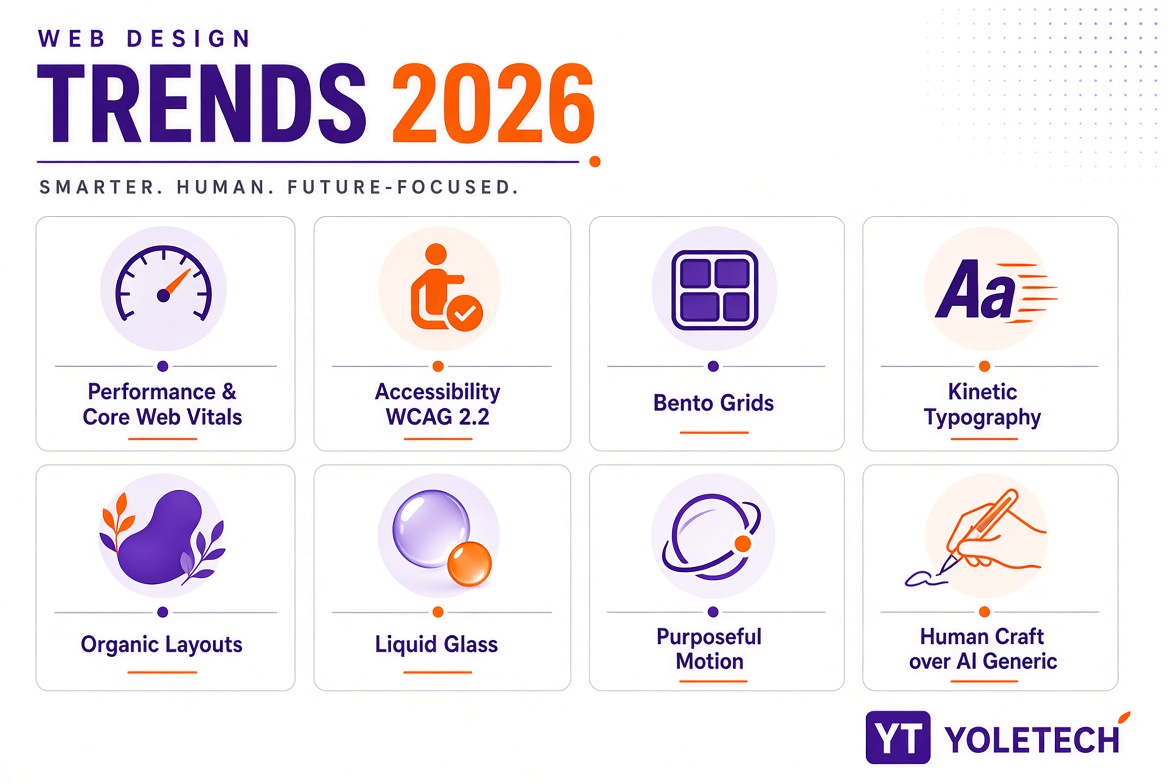 WEB DESIGN
TRENDS 2026
SMARTER. HUMAN. FUTURE-FOCUSED.
Performance &
Core Web Vitals
Accessibility
WCAG 2.2
Bento Grids
Aa
Kinetic
Typography
Organic Layouts
Liquid Glass
Purposeful
Motion
Human Craft
over AI Generic
YT YOLETECH